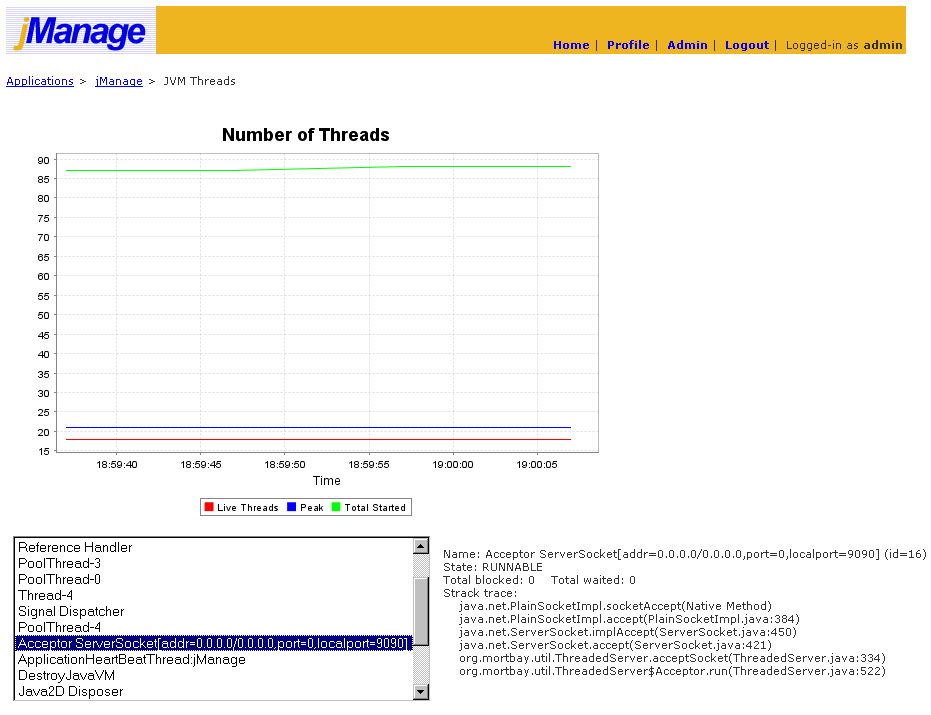 jManage
Home | Profile | Admin | Logout | Logged-in as admin
Applications > jManage > JVM Threads
Number of Threads
90
85
80
75
70
65
60
55
50
45
40
35
30
25
20
15
18:59:40 18:59:45 18:59:50 18:59:55 19:00:00 19:00:05
Time
Live Threads Peak Total Started
Reference Handler
PoolThread-3
PoolThread-0
Thread-4
Signal Dispatcher
PoolThread-4
Acceptor ServerSocket[addr=0.0.0.0/0.0.0.0,port=0,localport=9090]
ApplicationHeartBeatThread:jManage
DestroyJavaVM
Java2D Disposer
Name: Acceptor ServerSocket[addr=0.0.0.0/0.0.0.0,port=0,localport=9090] (id=16)
State: RUNNABLE
Total blocked: 0 Total waited: 0
Strack trace:
java.net.PlainSocketImpl.socketAccept(Native Method)
java.net.PlainSocketImpl.accept(PlainSocketImpl.java:384)
java.net.ServerSocket.implAccept(ServerSocket.java:450)
java.net.ServerSocket.accept(ServerSocket.java:421)
org.mortbay.util.ThreadedServer.acceptSocket(ThreadedServer.java:334)
org.mortbay.util.ThreadedServer$Acceptor.run(ThreadedServer.java:522)